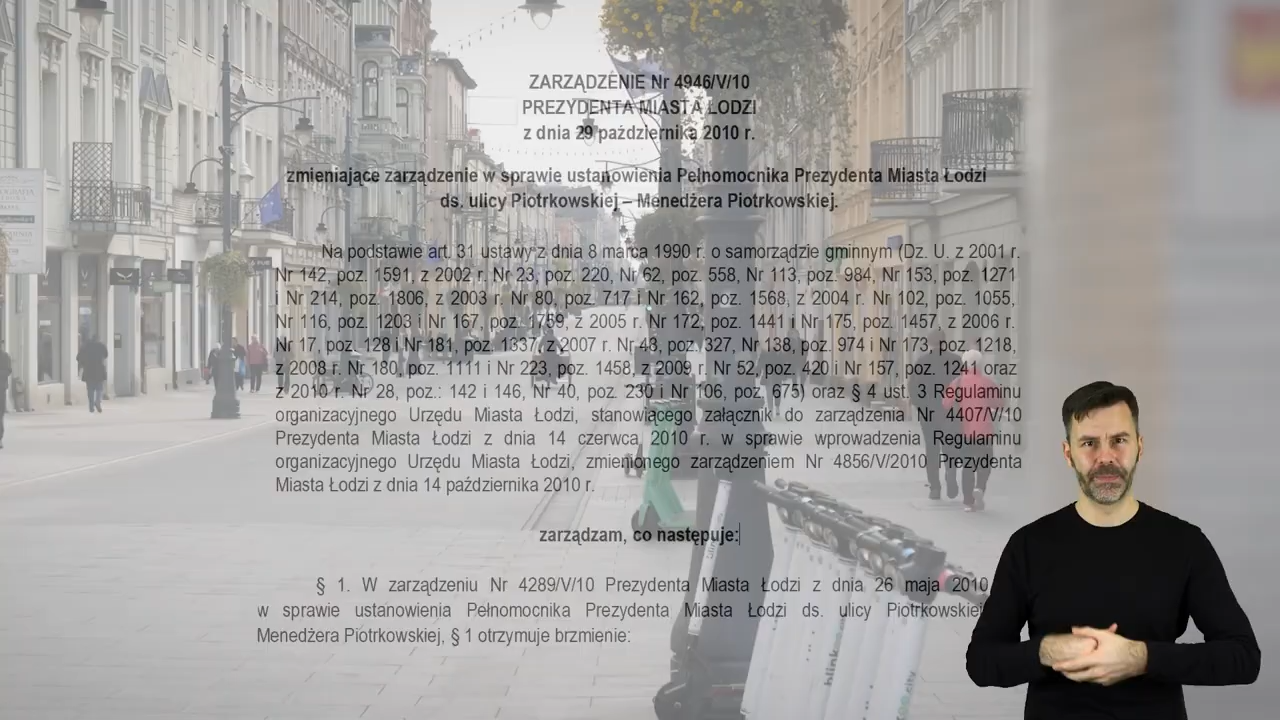 ZARZĄDZENIE Nr 4946/V/10
PREZYDENTA MIASTA ŁODZI
z dnia 29 października 2010 r.
zmieniające zarządzenie w sprawie ustanowienia Pełnomocnika Prezydenta Miasta Łodzi
ds. ulicy Piotrkowskiej – Menedżera Piotrkowskiej.
Na podstawie art. 31 ustawy z dnia 8 marca 1990 r. o samorządzie gminnym (Dz. U. z 2001 r.
Nr 142, poz. 1591, z 2002 r. Nr 23, poz. 220, Nr 62, poz. 558, Nr 113, poz. 984, Nr 153, poz. 1271
i Nr 214, poz. 1806, z 2003 r. Nr 80, poz. 717 i Nr 162, poz. 1568, z 2004 r. Nr 102, poz. 1055,
Nr 116, poz. 1203 i Nr 167, poz. 1759, z 2005 r. Nr 172, poz. 1441 i Nr 175, poz. 1457, z 2006 r.
Nr 17, poz. 128 i Nr 181, poz. 1337, z 2007 r. Nr 48, poz. 327, Nr 138, poz. 974 i Nr 173, poz. 1218,
z 2008 r. Nr 180, poz. 1111 i Nr 223, poz. 1458, z 2009 r. Nr 52, poz. 420 i Nr 157, poz. 1241 oraz
z 2010 r. Nr 28, poz.: 142 i 146, Nr 40, poz. 230 i Nr 106, poz. 675) oraz § 4 ust. 3 Regulaminu
organizacyjnego Urzędu Miasta Łodzi, stanowiącego załącznik do zarządzenia Nr 4407/V/10
Prezydenta Miasta Łodzi z dnia 14 czerwca 2010 r. w sprawie wprowadzenia Regulaminu
organizacyjnego Urzędu Miasta Łodzi, zmienionego zarządzeniem Nr 4856/V/2010 Prezydenta
Miasta Łodzi z dnia 14 października 2010 r.
zarządzam, co następuje:
§ 1. W zarządzeniu Nr 4289/V/10 Prezydenta Miasta Łodzi z dnia 26 maja 2010
w sprawie ustanowienia Pełnomocnika Prezydenta Miasta Łodzi ds. ulicy Piotrkowskiej
Menedżera Piotrkowskiej, § 1 otrzymuje brzmienie:
blink